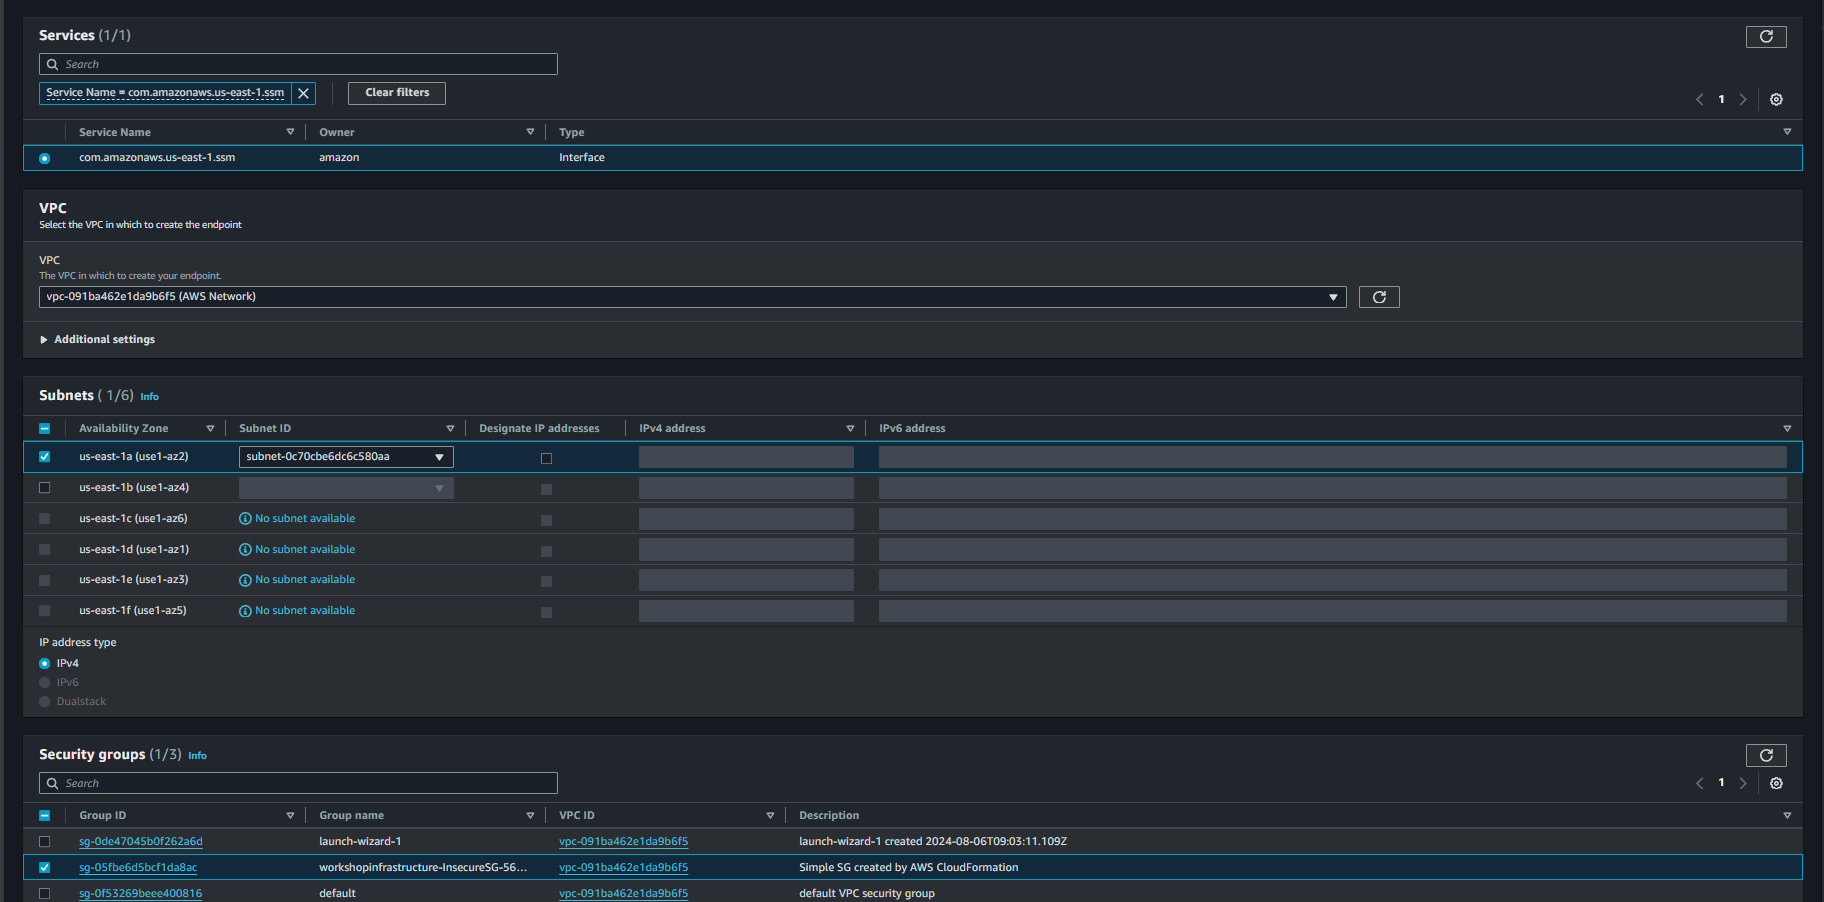 Services (1/1)
Search
Service Name = com.amazonaws.us-east-1.ssm
Clear filters
1
Service Name Owner Type
com.amazonaws.us-east-1.ssm amazon Interface
VPC
Select the VPC in which to create the endpoint
VPC
The VPC in which to create your endpoint.
vpc-091ba462e1da9b6f5 (AWS Network)
Additional settings
Subnets ( 1/6) Info
Availability Zone Subnet ID Designate IP addresses IPv4 address IPv6 address
us-east-1a (use1-az2) subnet-0c70cbe6dc6c580aa
us-east-1b (use1-az4)
us-east-1c (use1-az6) No subnet available
us-east-1d (use1-az1) No subnet available
us-east-1e (use1-az3) No subnet available
us-east-1f (use1-az5) No subnet available
IP address type
IPv4
IPv6
Dualstack
Security groups (1/3) Info
Search
1
Group ID Group name VPC ID Description
sg-0de47045b0f262a6d launch-wizard-1 vpc-091ba462e1da9b6f5 launch-wizard-1 created 2024-08-06T09:03:11.109Z
sg-05fbe6d5bcf1da8ac workshopinfrastructure-InsecureSG-56... vpc-091ba462e1da9b6f5 Simple SG created by AWS CloudFormation
sg-0f53269beee400816 default vpc-091ba462e1da9b6f5 default VPC security group